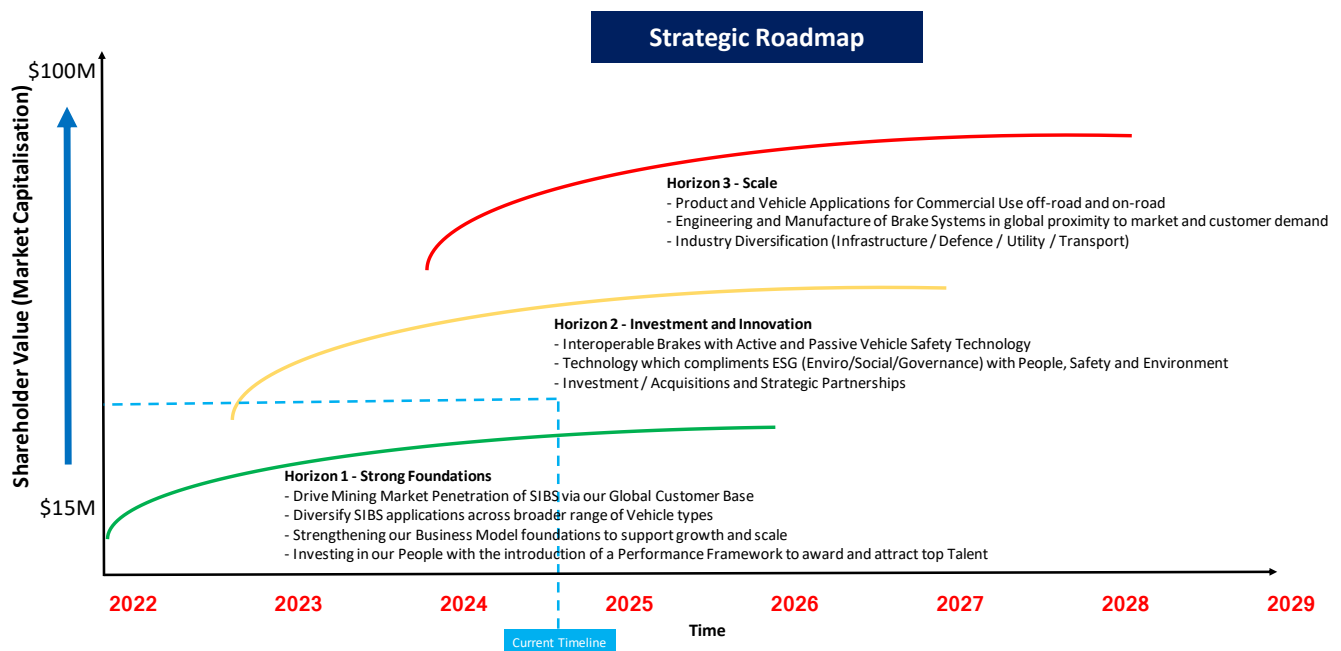 Strategic Roadmap
$100M
Shareholder Value (Market Capitalisation)
$15M
Horizon 3 - Scale
- Product and Vehicle Applications for Commercial Use off-road and on-road
- Engineering and Manufacture of Brake Systems in global proximity to market and customer demand
- Industry Diversification (Infrastructure / Defence / Utility / Transport)
Horizon 2 - Investment and Innovation
- Interoperable Brakes with Active and Passive Vehicle Safety Technology
- Technology which compliments ESG (Enviro/Social/Governance) with People, Safety and Environment
- Investment / Acquisitions and Strategic Partnerships
Horizon 1 - Strong Foundations
- Drive Mining Market Penetration of SIBS via our Global Customer Base
- Diversify SIBS applications across broader range of Vehicle types
- Strengthening our Business Model foundations to support growth and scale
- Investing in our People with the introduction of a Performance Framework to award and attract top Talent
2022 2023 2024 2025 2026 2027 2028 2029
Time
Current Timeline